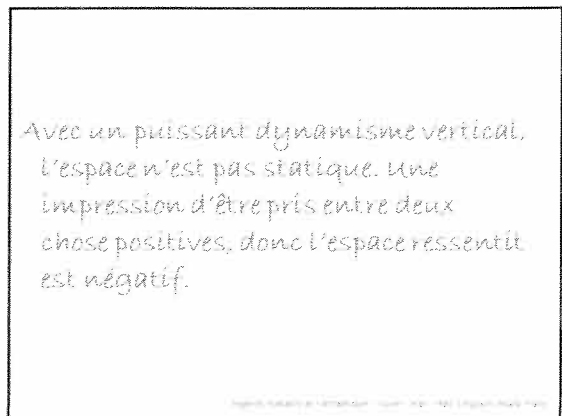 Avec un puissant dynamisme vertical,
l'espace n'est pas statique. Une
impression d'être pris entre deux
chose positives, donc l'espace ressentit
est négatif.